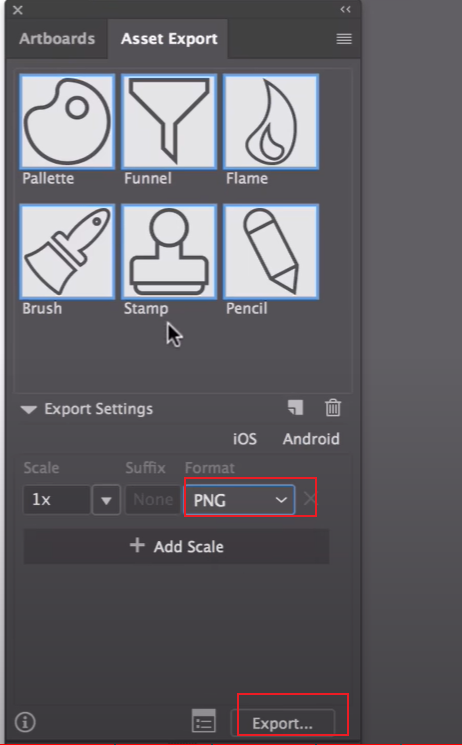 Artboards Asset Export
Pallette Funnel Flame
Brush Stamp Pencil
Export Settings
iOS Android
Scale Suffix Format
1x None PNG
+ Add Scale
Export...